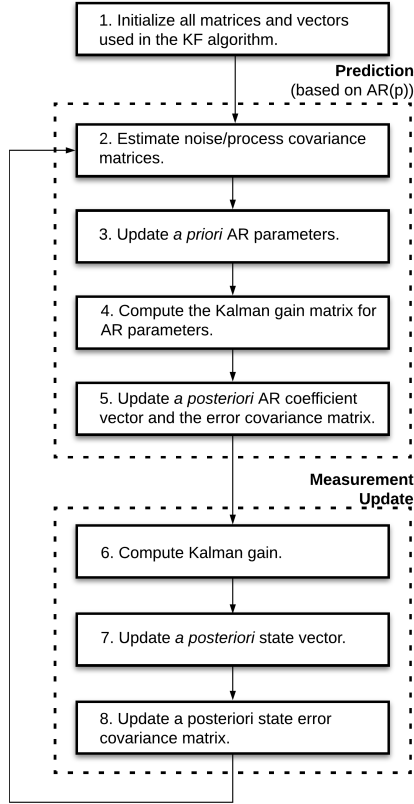 1. Initialize all matrices and vectors
used in the KF algorithm.
Prediction
(based on AR(p))
2. Estimate noise/process covariance
matrices.
3. Update a priori AR parameters.
4. Compute the Kalman gain matrix for
AR parameters.
5. Update a posteriori AR coefficient
vector and the error covariance matrix.
Measurement
Update
6. Compute Kalman gain.
7. Update a posteriori state vector.
8. Update a posteriori state error
covariance matrix.